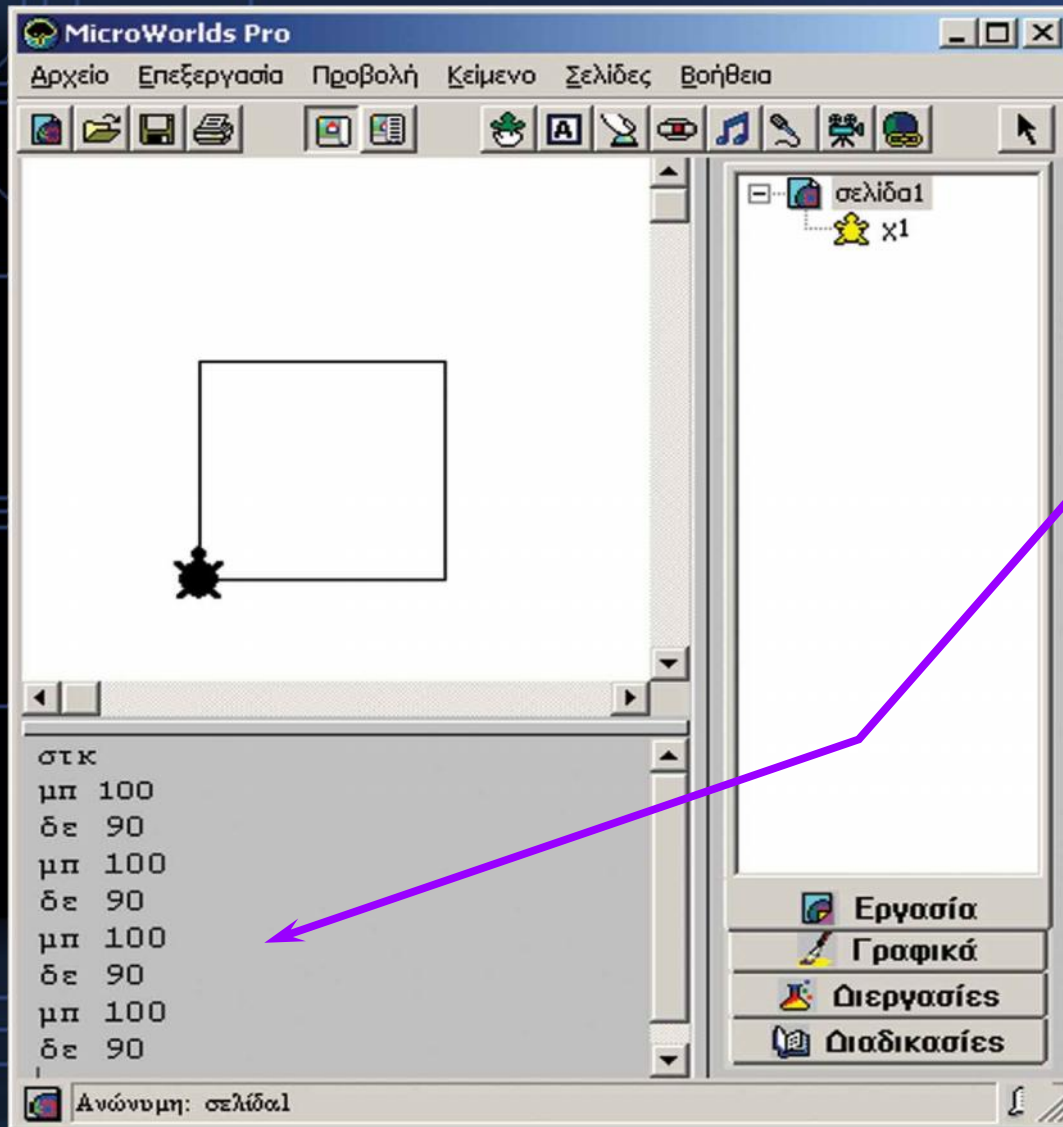 MicroWorlds Pro
Αρχείο Επεξεργασία Προβολή Κείμενο Σελίδες Βοήθεια
A
σελίδα1
χ1
στκ
μπ 100
δε 90
μπ 100
δε 90
μπ 100
δε 90
μπ 100
δε 90
Εργασία
Γραφικά
Διεργασίες
Διαδικασίες
Ανώνυμη: σελίδα1